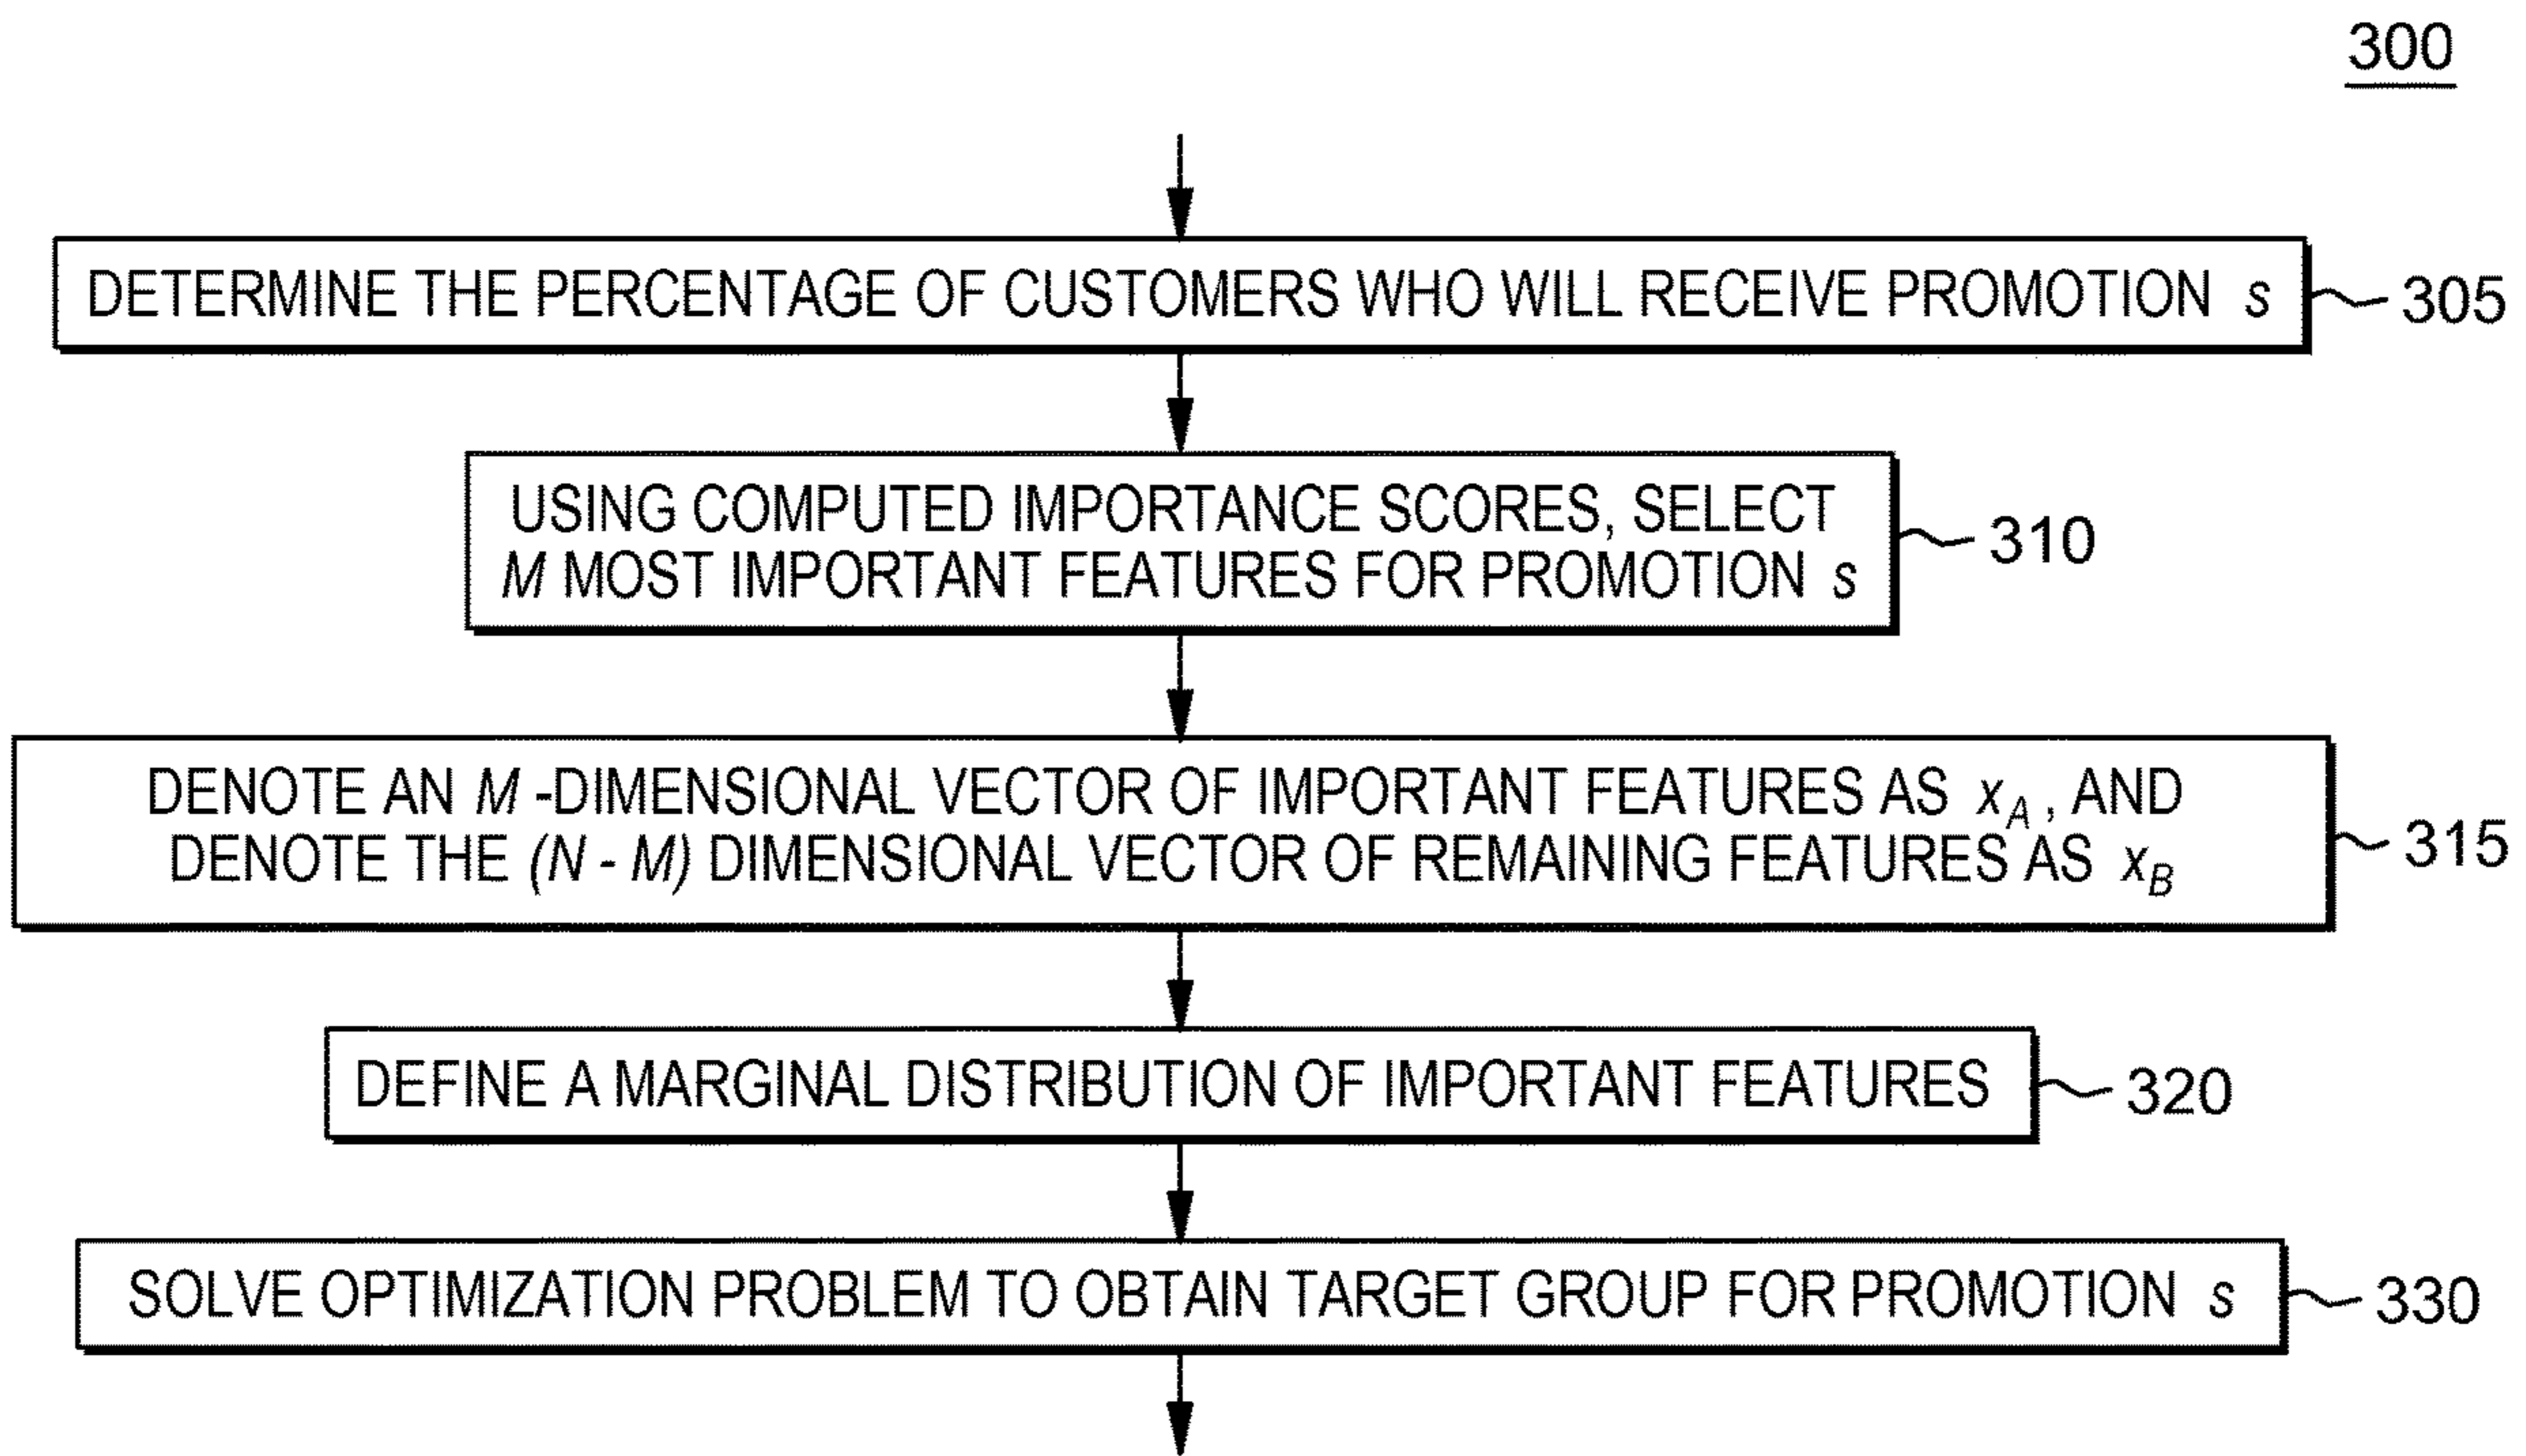 300
DETERMINE THE PERCENTAGE OF CUSTOMERS WHO WILL RECEIVE PROMOTION s
305
USING COMPUTED IMPORTANCE SCORES, SELECT
M MOST IMPORTANT FEATURES FOR PROMOTION s
310
DENOTE AN M -DIMENSIONAL VECTOR OF IMPORTANT FEATURES AS x_A, AND
DENOTE THE (N - M) DIMENSIONAL VECTOR OF REMAINING FEATURES AS x_B
315
DEFINE A MARGINAL DISTRIBUTION OF IMPORTANT FEATURES
320
SOLVE OPTIMIZATION PROBLEM TO OBTAIN TARGET GROUP FOR PROMOTION s
330